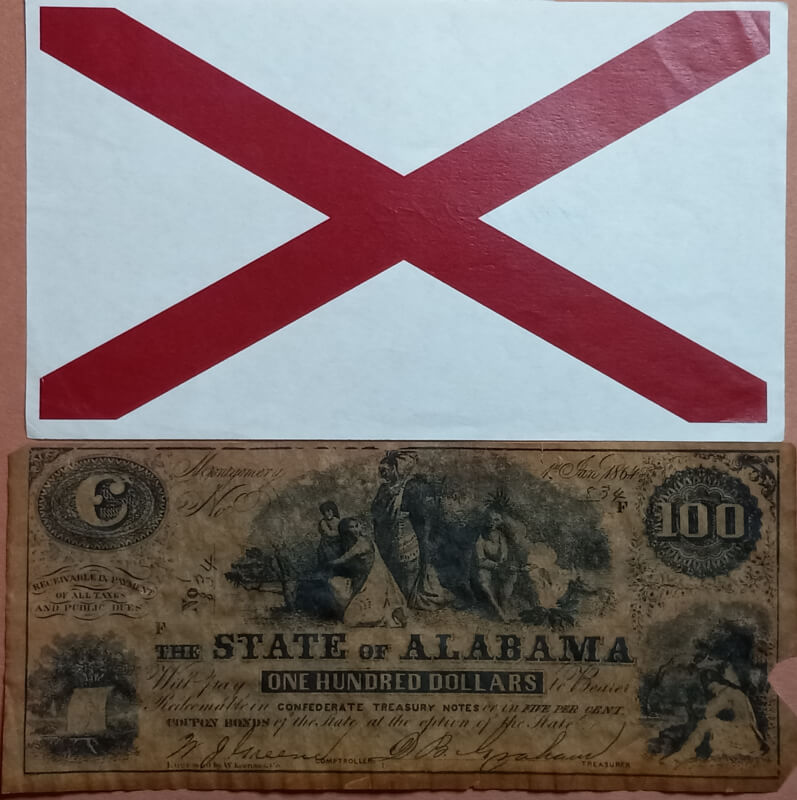 Montgomery 1st Jan 1864
No
C
834
F
100
RECEIVABLE IN PAYMENT
OF ALL TAXES
AND PUBLIC DUES
No 834
F
THE STATE OF ALABAMA
Will pay ONE HUNDRED DOLLARS to Bearer
Redeemable in CONFEDERATE TREASURY NOTES or in FIVE PER CENT.
COUPON BONDS of the State at the option of the State
COMPTROLLER
D B Graham
TREASURER